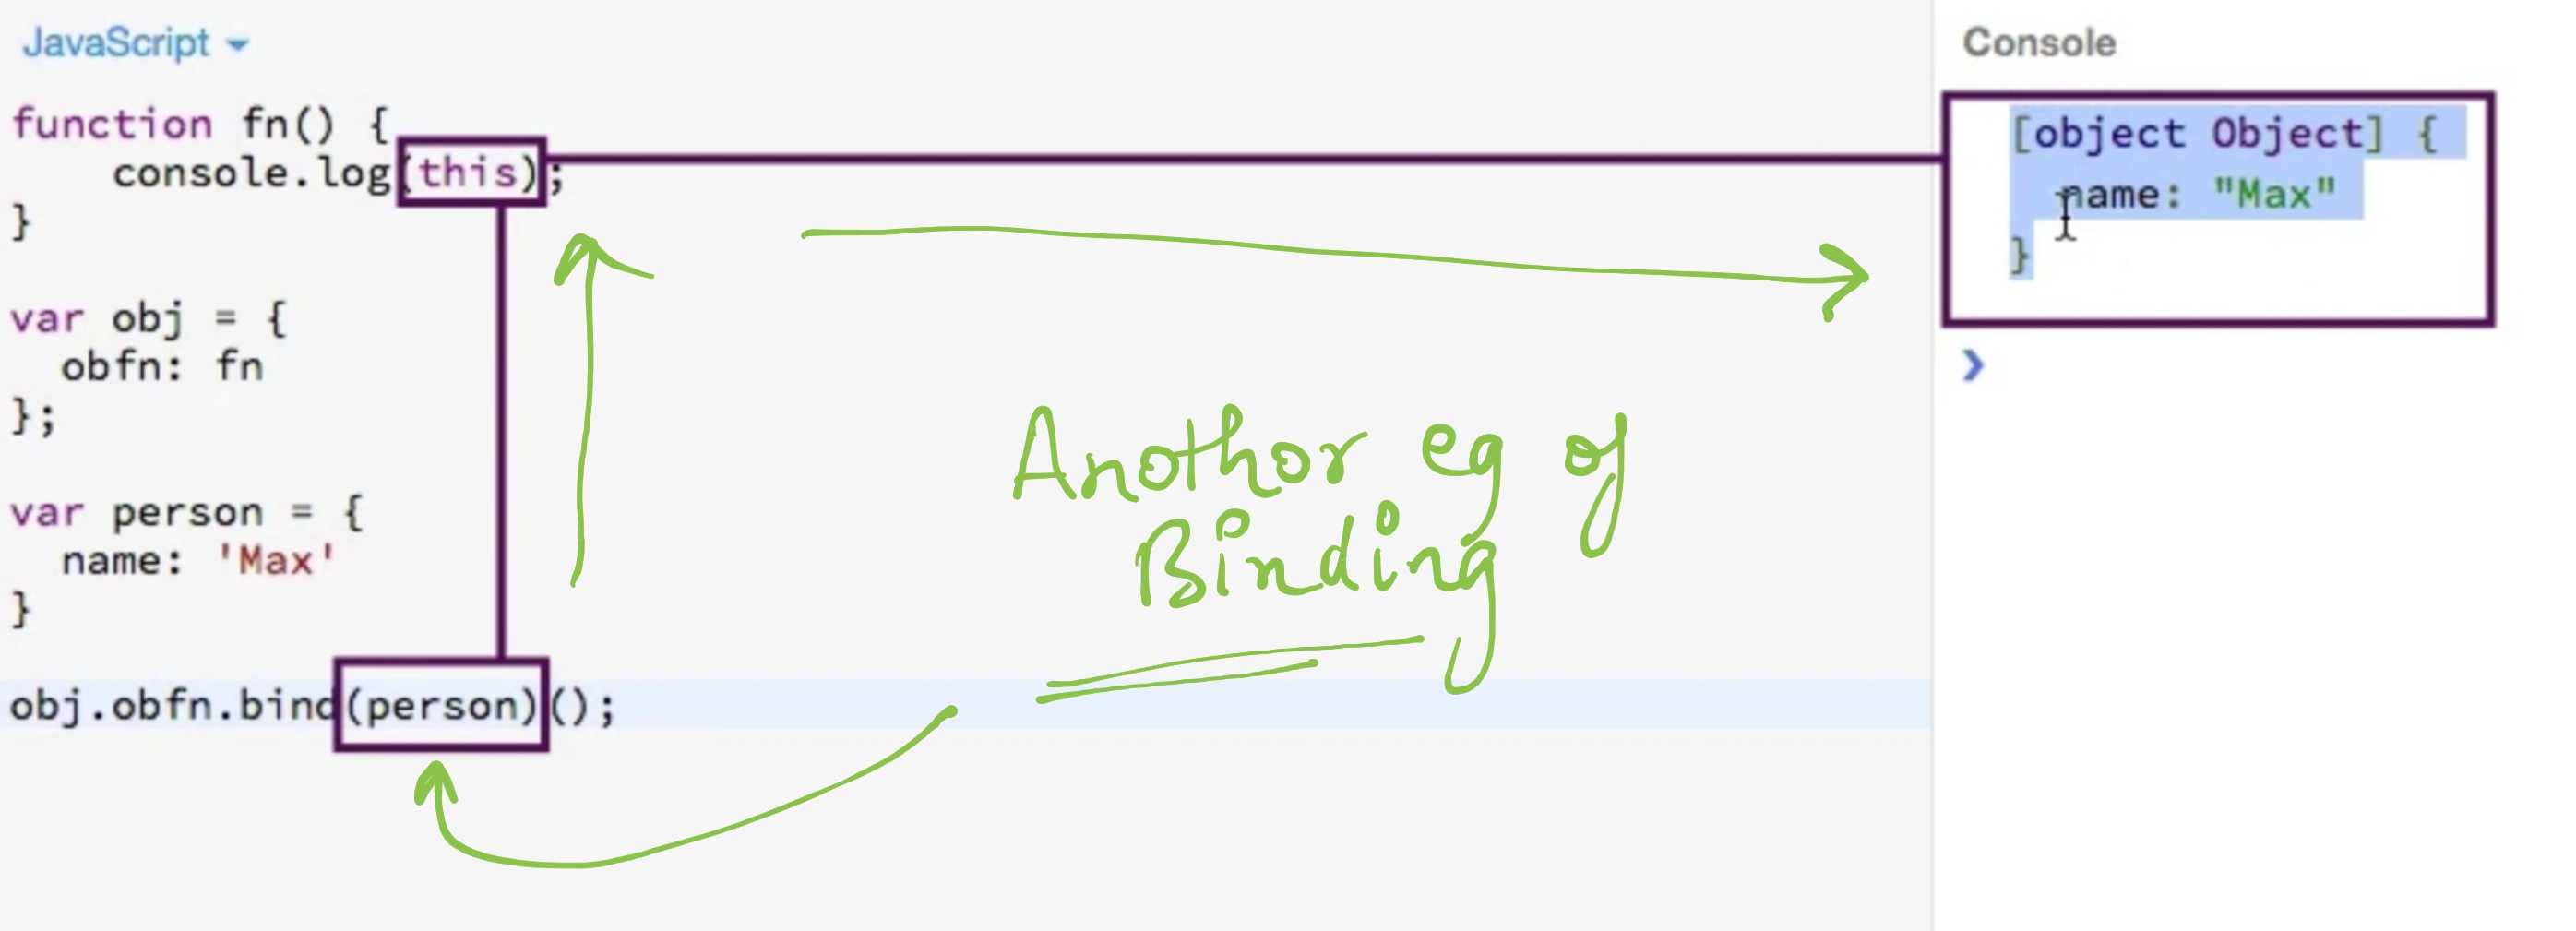 JavaScript
function fn() {
    console.log(this);
}
var obj = {
  obfn: fn
};
var person = {
  name: 'Max'
}
obj.obfn.bind(person)();
Anothor eg of
Binding
Console
[object Object] {
  name: "Max"
}